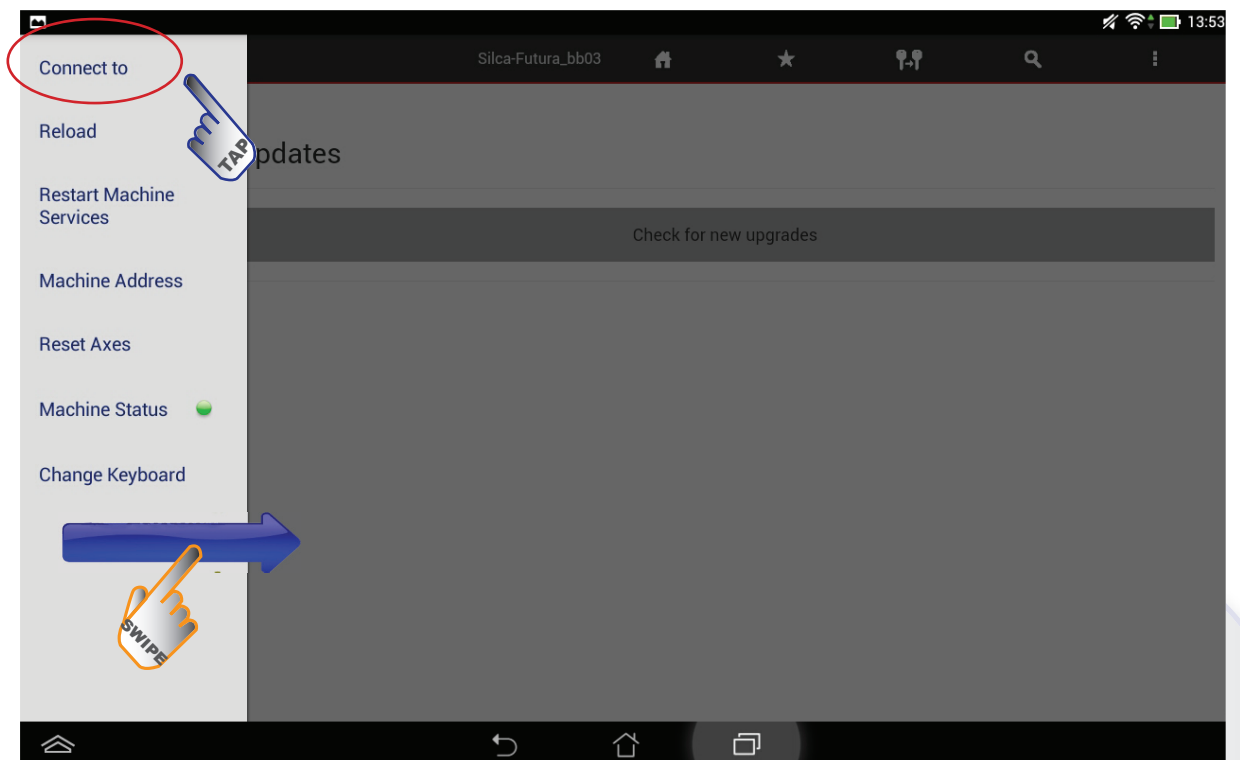 13:53
Silca-Futura_bb03
Connect to
TAP
Reload
pdates
Restart Machine
Services
Check for new upgrades
Machine Address
Reset Axes
Machine Status
Change Keyboard
SWIPE